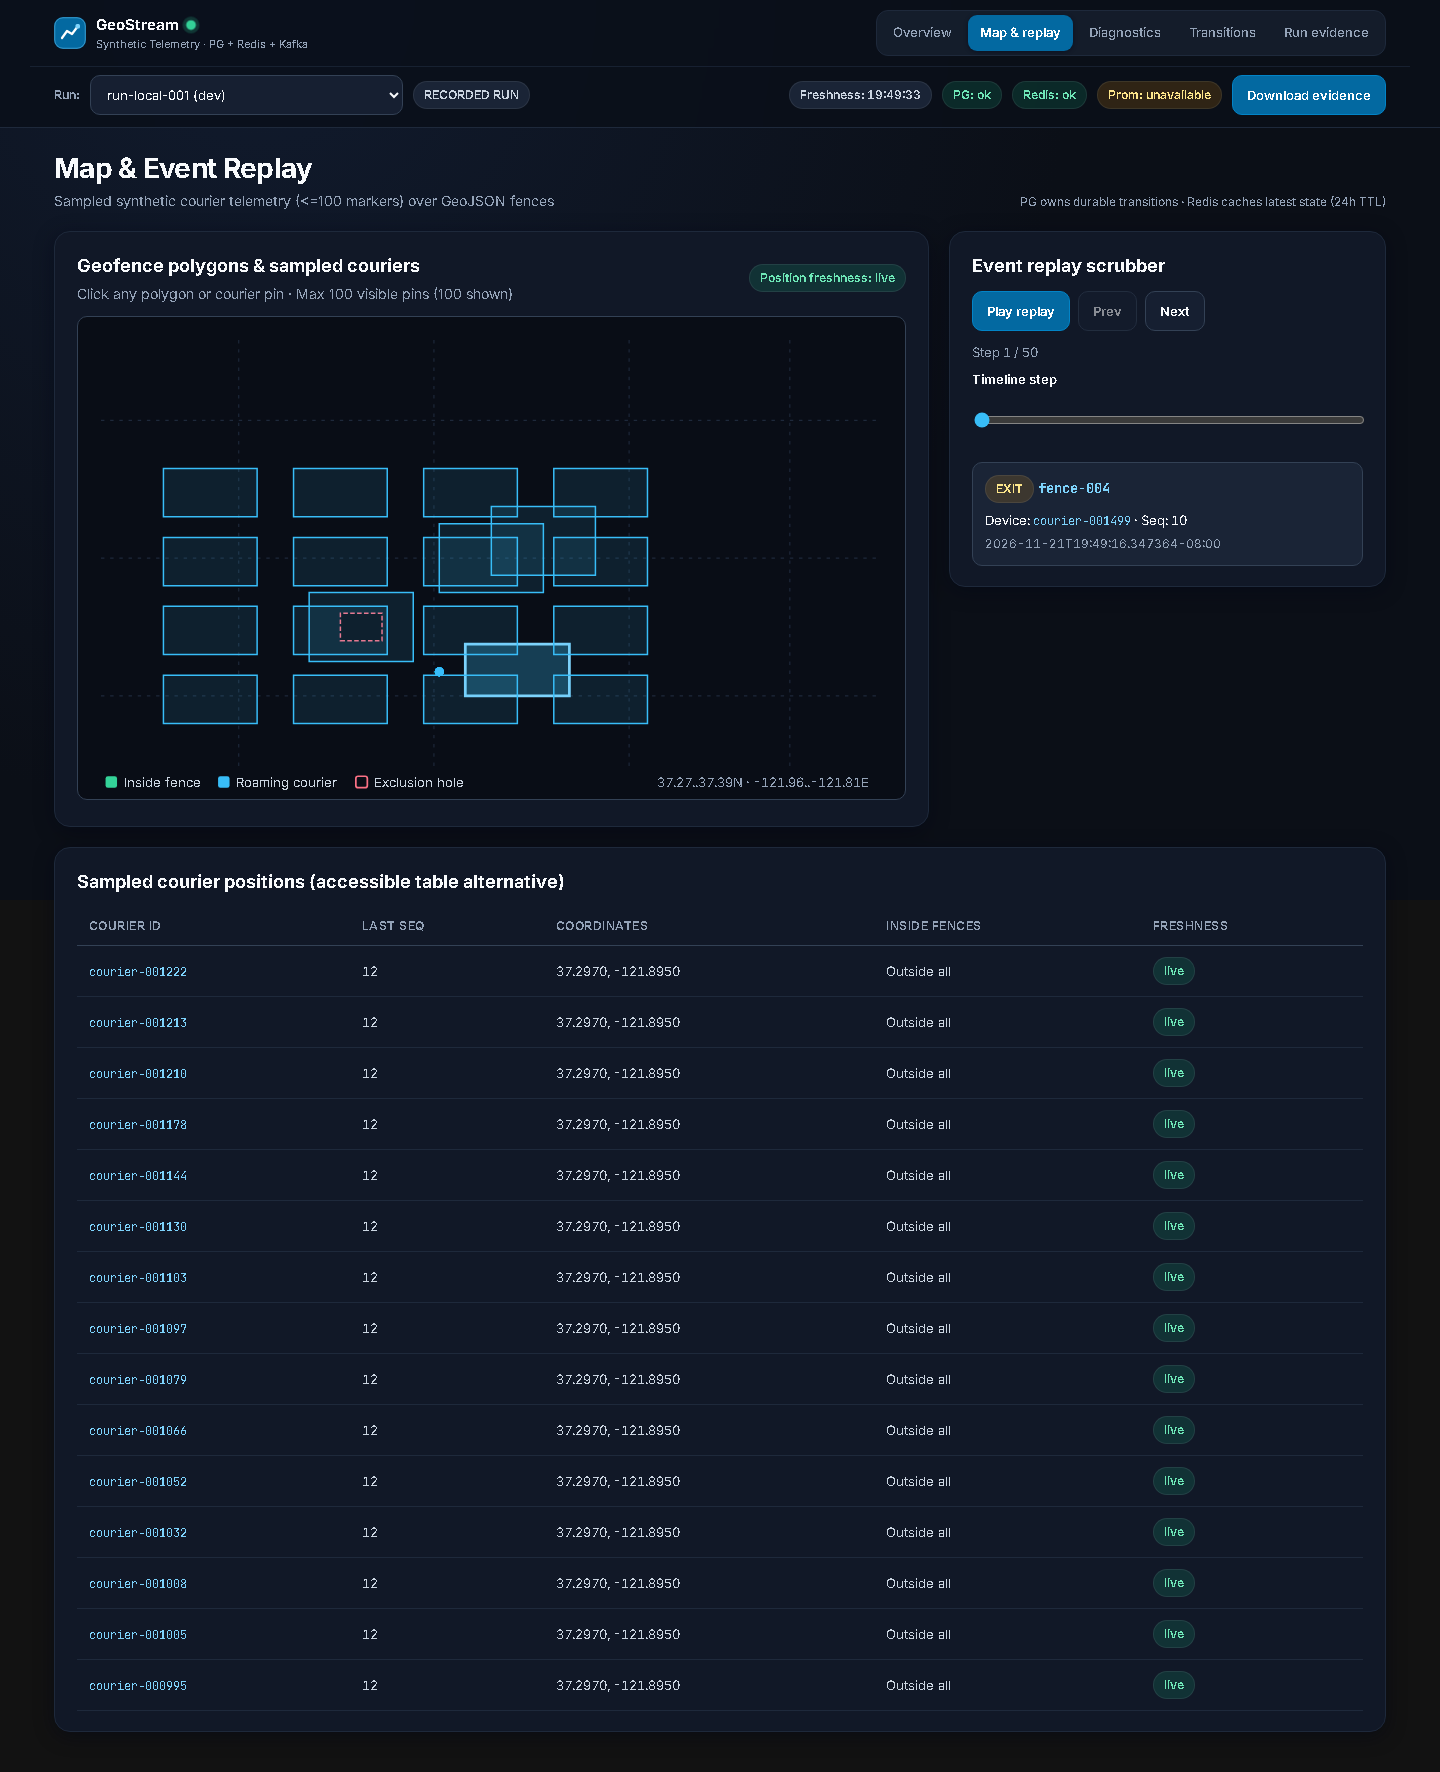 GeoStream
Synthetic Telemetry · PG + Redis + Kafka
Overview
Map & replay
Diagnostics
Transitions
Run evidence
Run:
run-local-001 (dev)
RECORDED RUN
Freshness: 19:49:33
PG: ok
Redis: ok
Prom: unavailable
Download evidence
Map & Event Replay
Sampled synthetic courier telemetry (<=100 markers) over GeoJSON fences
PG owns durable transitions · Redis caches latest state (24h TTL)
Geofence polygons & sampled couriers
Click any polygon or courier pin · Max 100 visible pins (100 shown)
Position freshness: live
Inside fence
Roaming courier
Exclusion hole
37.27..37.39N · -121.96..-121.81E
Event replay scrubber
Play replay
Prev
Next
Step 1 / 50
Timeline step
EXIT fence-004
Device: courier-001499 · Seq: 10
2026-11-21T19:49:16.347364-08:00
Sampled courier positions (accessible table alternative)
COURIER ID LAST SEQ COORDINATES INSIDE FENCES FRESHNESS
courier-001222 12 37.2970, -121.8950 Outside all live
courier-001213 12 37.2970, -121.8950 Outside all live
courier-001210 12 37.2970, -121.8950 Outside all live
courier-001178 12 37.2970, -121.8950 Outside all live
courier-001144 12 37.2970, -121.8950 Outside all live
courier-001130 12 37.2970, -121.8950 Outside all live
courier-001103 12 37.2970, -121.8950 Outside all live
courier-001097 12 37.2970, -121.8950 Outside all live
courier-001079 12 37.2970, -121.8950 Outside all live
courier-001066 12 37.2970, -121.8950 Outside all live
courier-001052 12 37.2970, -121.8950 Outside all live
courier-001032 12 37.2970, -121.8950 Outside all live
courier-001008 12 37.2970, -121.8950 Outside all live
courier-001005 12 37.2970, -121.8950 Outside all live
courier-000995 12 37.2970, -121.8950 Outside all live